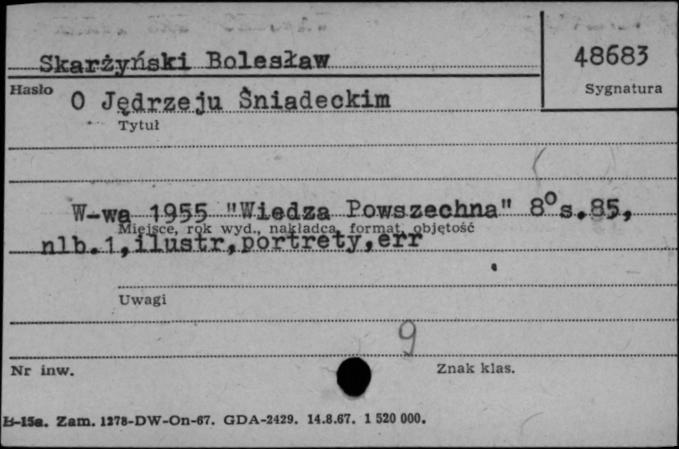 Skarżyński Bolesław
48683
Hasło
Sygnatura
O Jędrzeju Śniadeckim
Tytuł
W-wa 1955 "Wiedza Powszechna" 8° s.85,
Miejsce, rok wyd., nakładca, format, objętość
nlb.1,ilustr,portrety,err
Uwagi
9
Nr inw.
Znak klas.
B-15a. Zam. 1278-DW-On-67. GDA-2429. 14.8.67. 1 520 000.